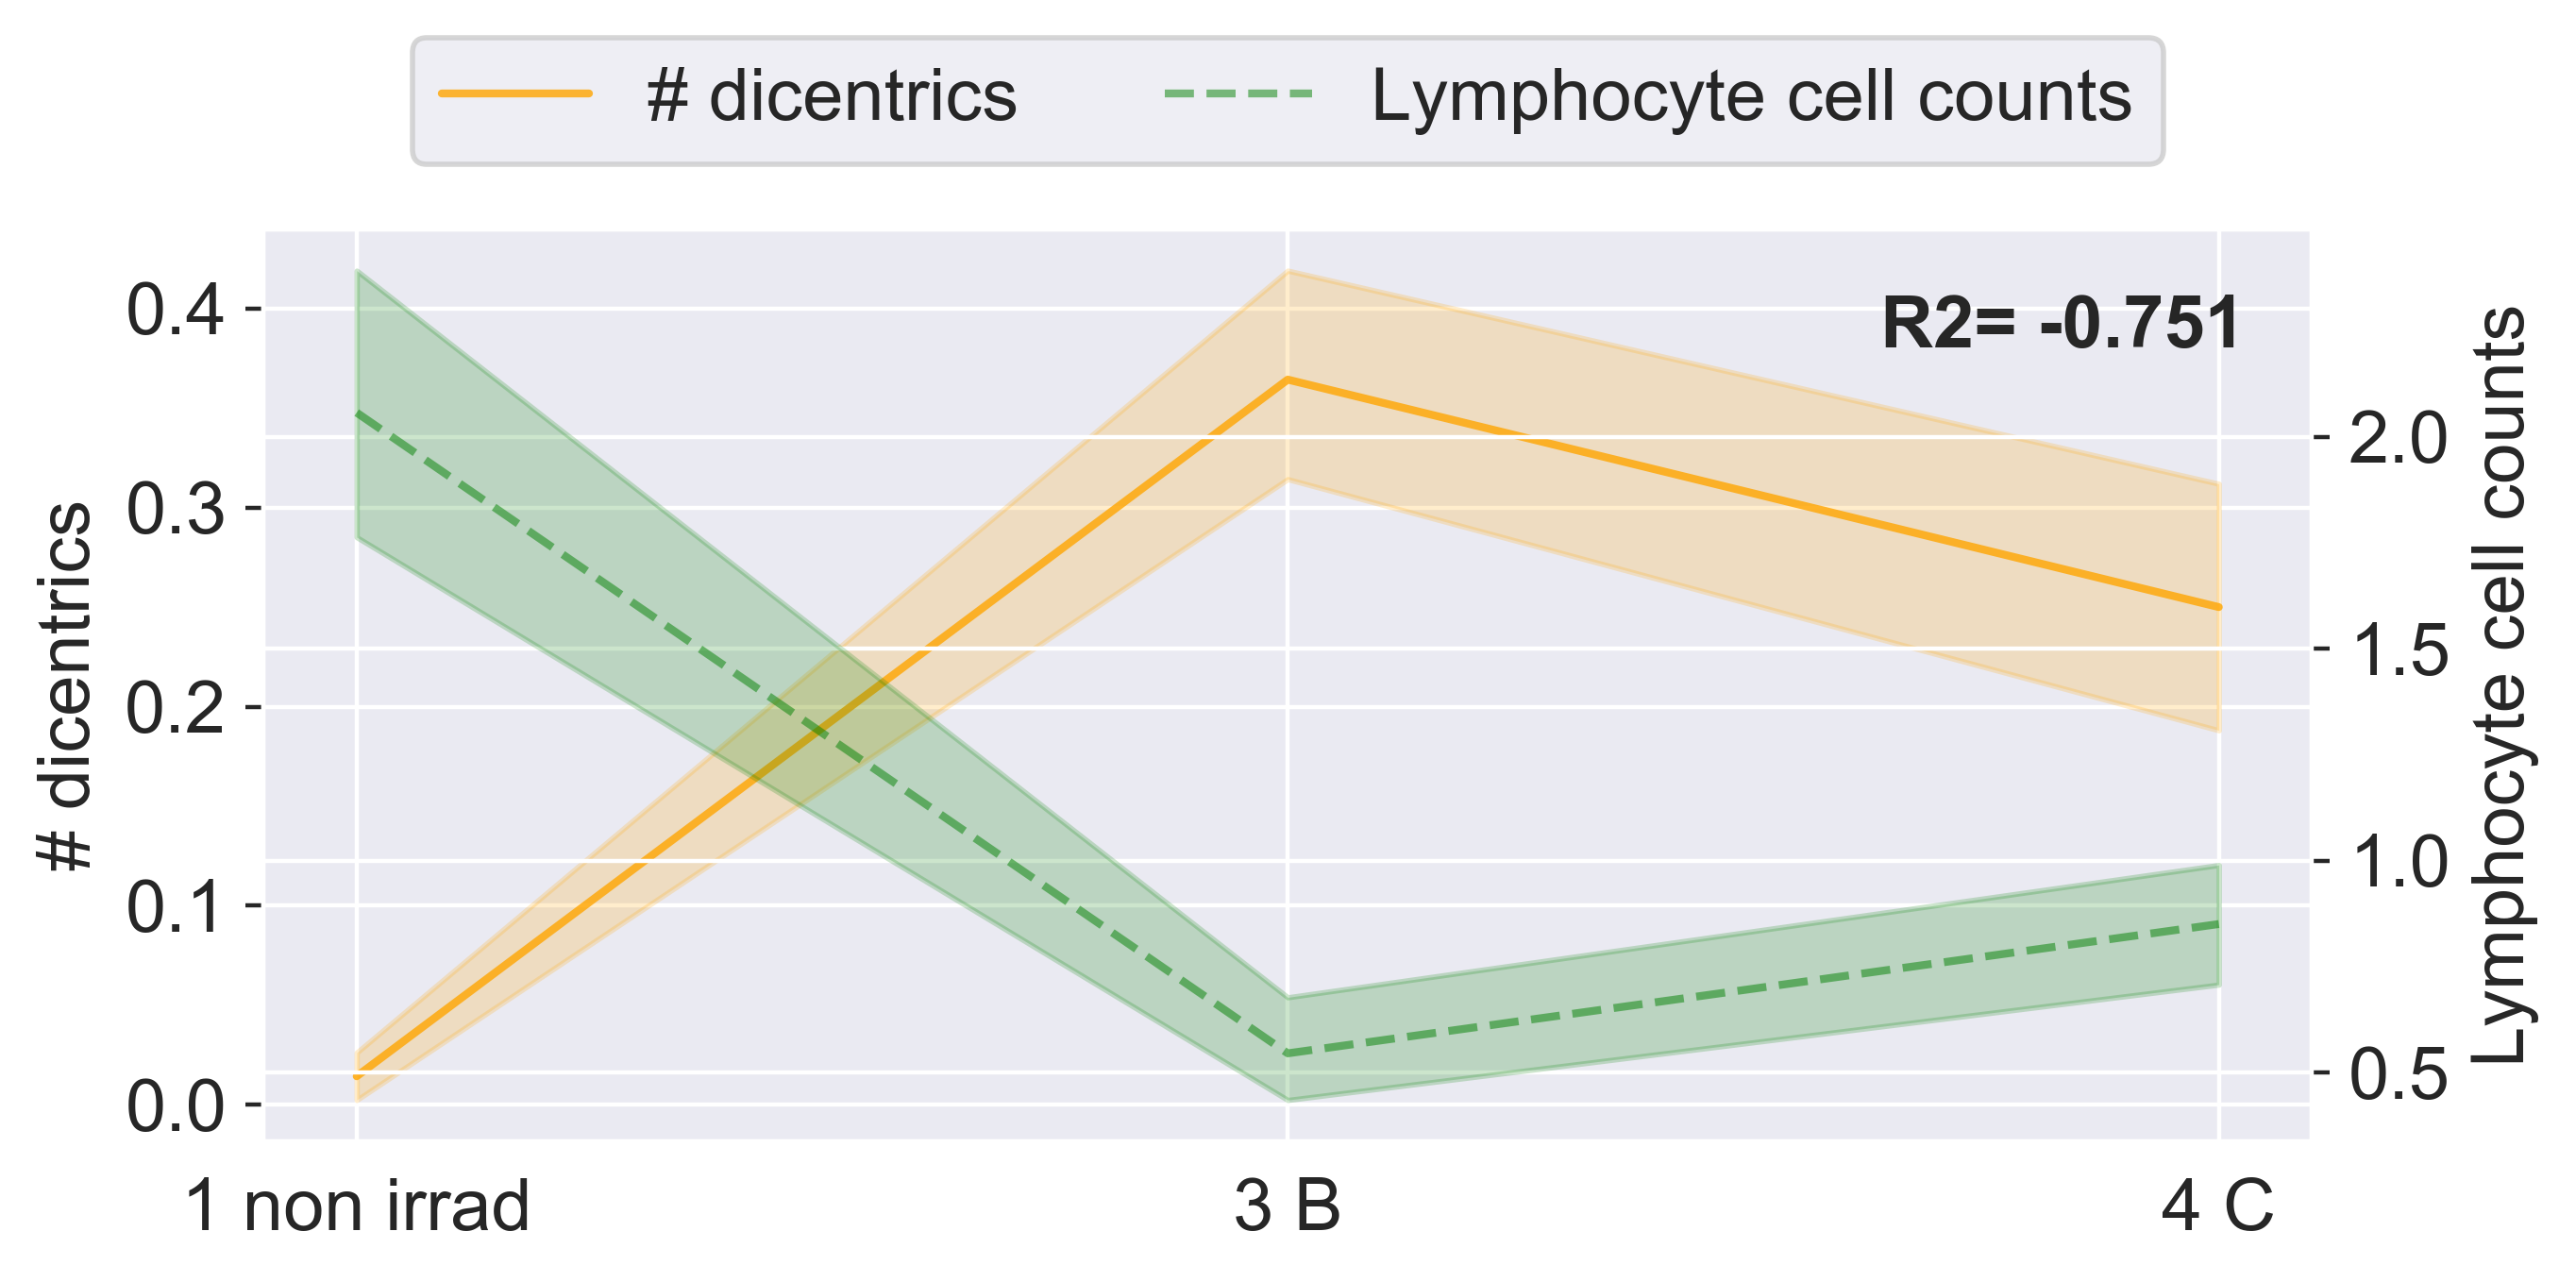 # dicentrics
Lymphocyte cell counts
R2= -0.751
# dicentrics
0.4
0.3
0.2
0.1
0.0
2.0
1.5
1.0
0.5
Lymphocyte cell counts
1 non irrad
3 B
4 C